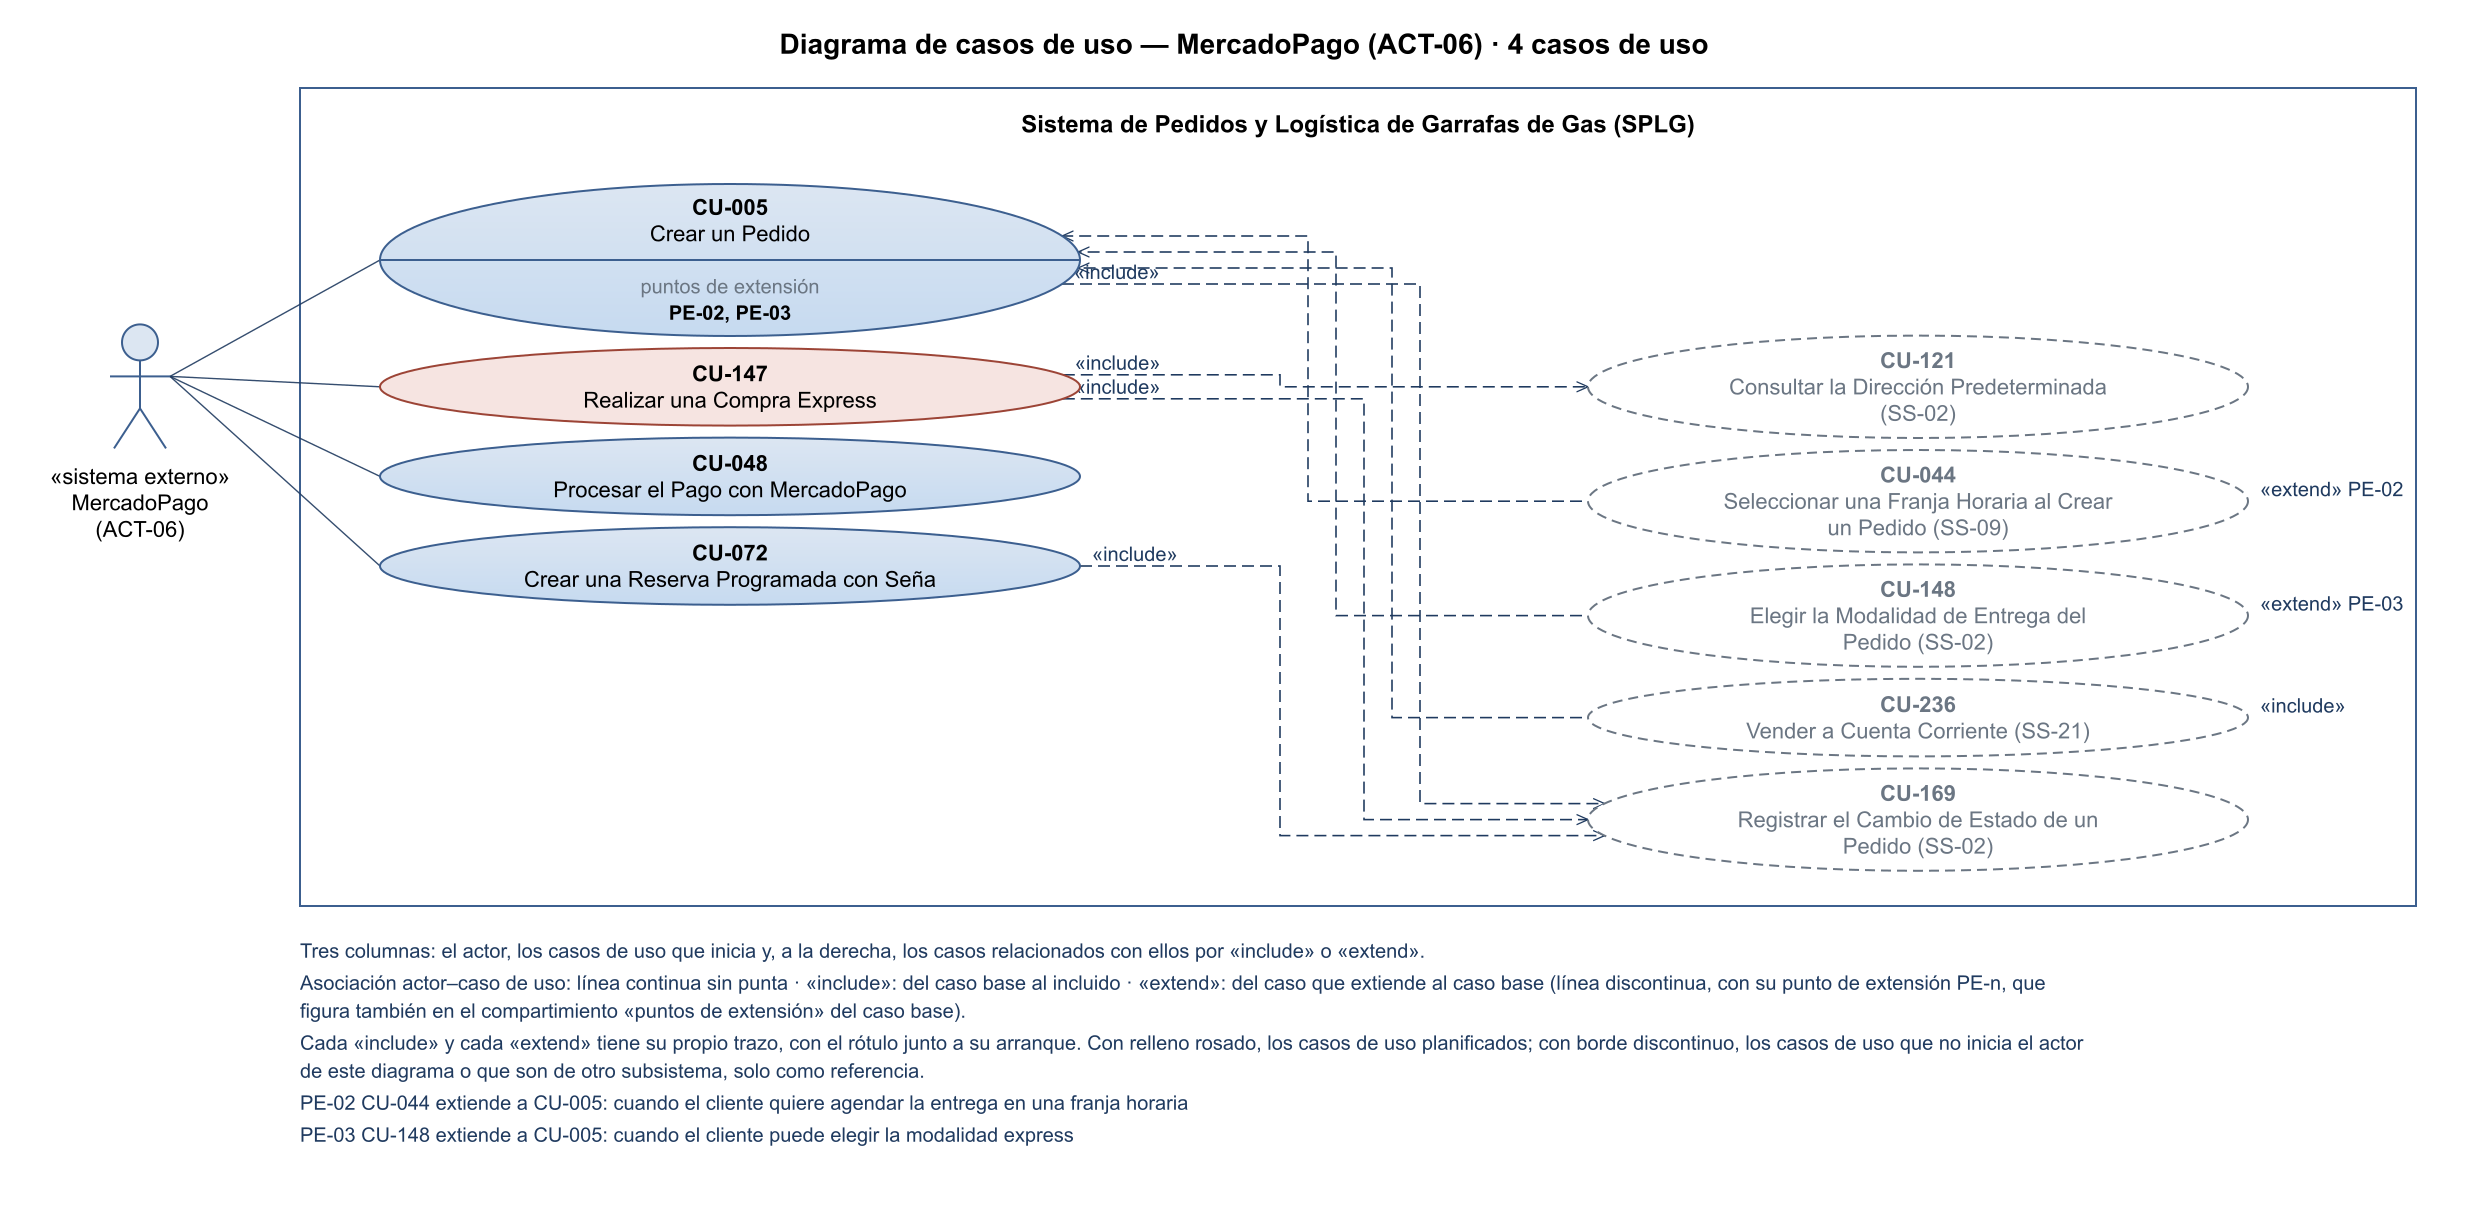 Diagrama de casos de uso — MercadoPago (ACT-06) · 4 casos de uso
Sistema de Pedidos y Logística de Garrafas de Gas (SPLG)
«sistema externo»
MercadoPago
(ACT-06)
CU-005
Crear un Pedido
puntos de extensión
PE-02, PE-03
«include»
CU-147
Realizar una Compra Express
«include»
«include»
CU-048
Procesar el Pago con MercadoPago
CU-072
Crear una Reserva Programada con Seña
«include»
CU-121
Consultar la Dirección Predeterminada
(SS-02)
CU-044
Seleccionar una Franja Horaria al Crear
un Pedido (SS-09)
«extend» PE-02
CU-148
Elegir la Modalidad de Entrega del
Pedido (SS-02)
«extend» PE-03
CU-236
Vender a Cuenta Corriente (SS-21)
«include»
CU-169
Registrar el Cambio de Estado de un
Pedido (SS-02)
Tres columnas: el actor, los casos de uso que inicia y, a la derecha, los casos relacionados con ellos por «include» o «extend».
Asociación actor–caso de uso: línea continua sin punta · «include»: del caso base al incluido · «extend»: del caso que extiende al caso base (línea discontinua, con su punto de extensión PE-n, que
figura también en el compartimiento «puntos de extensión» del caso base).
Cada «include» y cada «extend» tiene su propio trazo, con el rótulo junto a su arranque. Con relleno rosado, los casos de uso planificados; con borde discontinuo, los casos de uso que no inicia el actor
de este diagrama o que son de otro subsistema, solo como referencia.
PE-02 CU-044 extiende a CU-005: cuando el cliente quiere agendar la entrega en una franja horaria
PE-03 CU-148 extiende a CU-005: cuando el cliente puede elegir la modalidad express